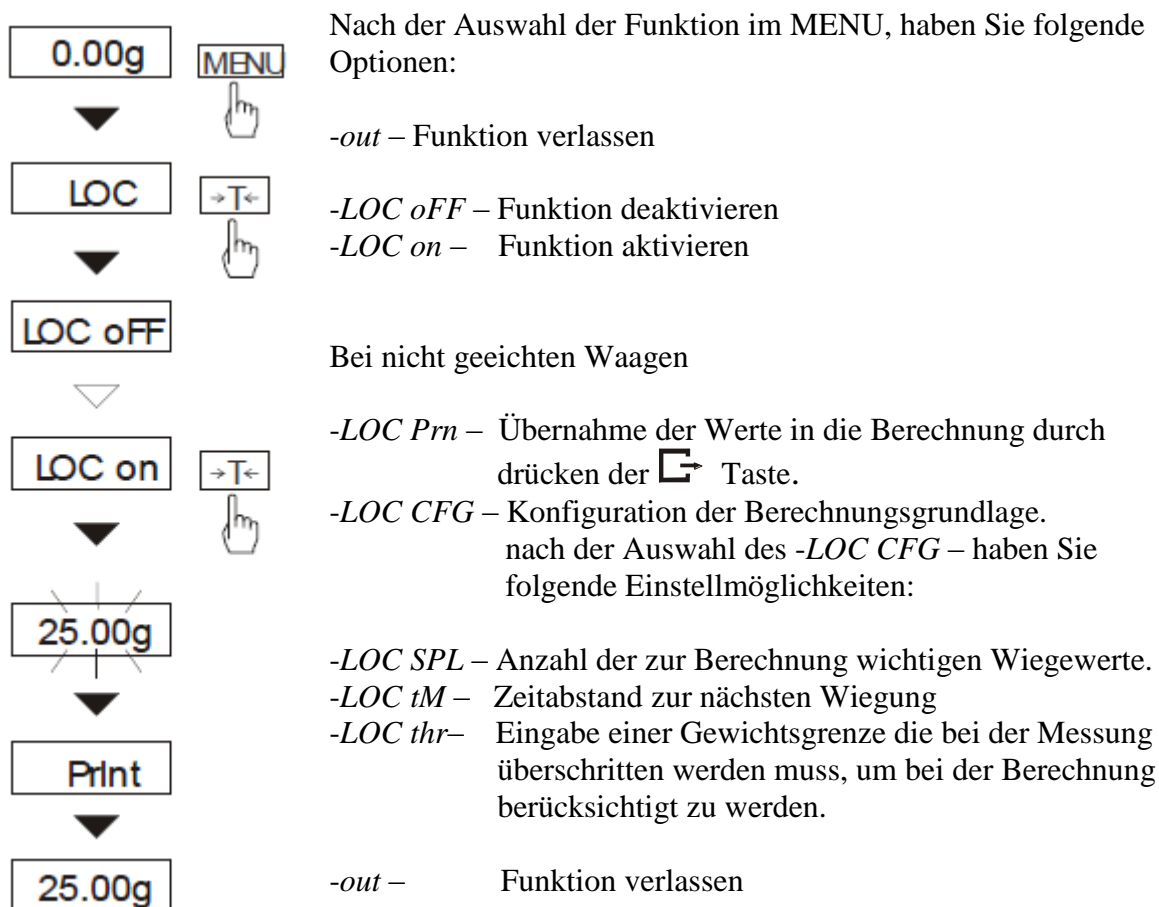 0.00g
MENU
LOC
→T←
LOC oFF
LOC on
→T←
25.00g
PrInt
25.00g
Nach der Auswahl der Funktion im MENU, haben Sie folgende
Optionen:
-out – Funktion verlassen
-LOC oFF – Funktion deaktivieren
-LOC on – Funktion aktivieren
Bei nicht geeichten Waagen
-LOC Prn – Übernahme der Werte in die Berechnung durch
drücken der Taste.
-LOC CFG – Konfiguration der Berechnungsgrundlage.
nach der Auswahl des -LOC CFG – haben Sie
folgende Einstellmöglichkeiten:
-LOC SPL – Anzahl der zur Berechnung wichtigen Wiegewerte.
-LOC tM – Zeitabstand zur nächsten Wiegung
-LOC thr– Eingabe einer Gewichtsgrenze die bei der Messung
überschritten werden muss, um bei der Berechnung
berücksichtigt zu werden.
-out – Funktion verlassen